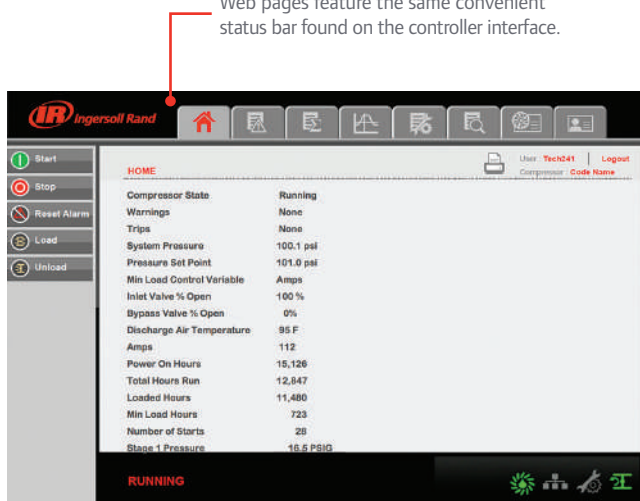 Web pages feature the same convenient
status bar found on the controller interface.
IR Ingersoll Rand
Start
Stop
Reset Alarm
Load
Unload
HOME
User : Tech241 | Logout
Compressor : Code Name
Compressor State Running
Warnings None
Trips None
System Pressure 100.1 psi
Pressure Set Point 101.0 psi
Min Load Control Variable Amps
Inlet Valve % Open 100 %
Bypass Valve % Open 0%
Discharge Air Temperature 95 F
Amps 112
Power On Hours 15,126
Total Hours Run 12,847
Loaded Hours 11,480
Min Load Hours 723
Number of Starts 28
Stage 1 Pressure 16.5 PSIG
RUNNING